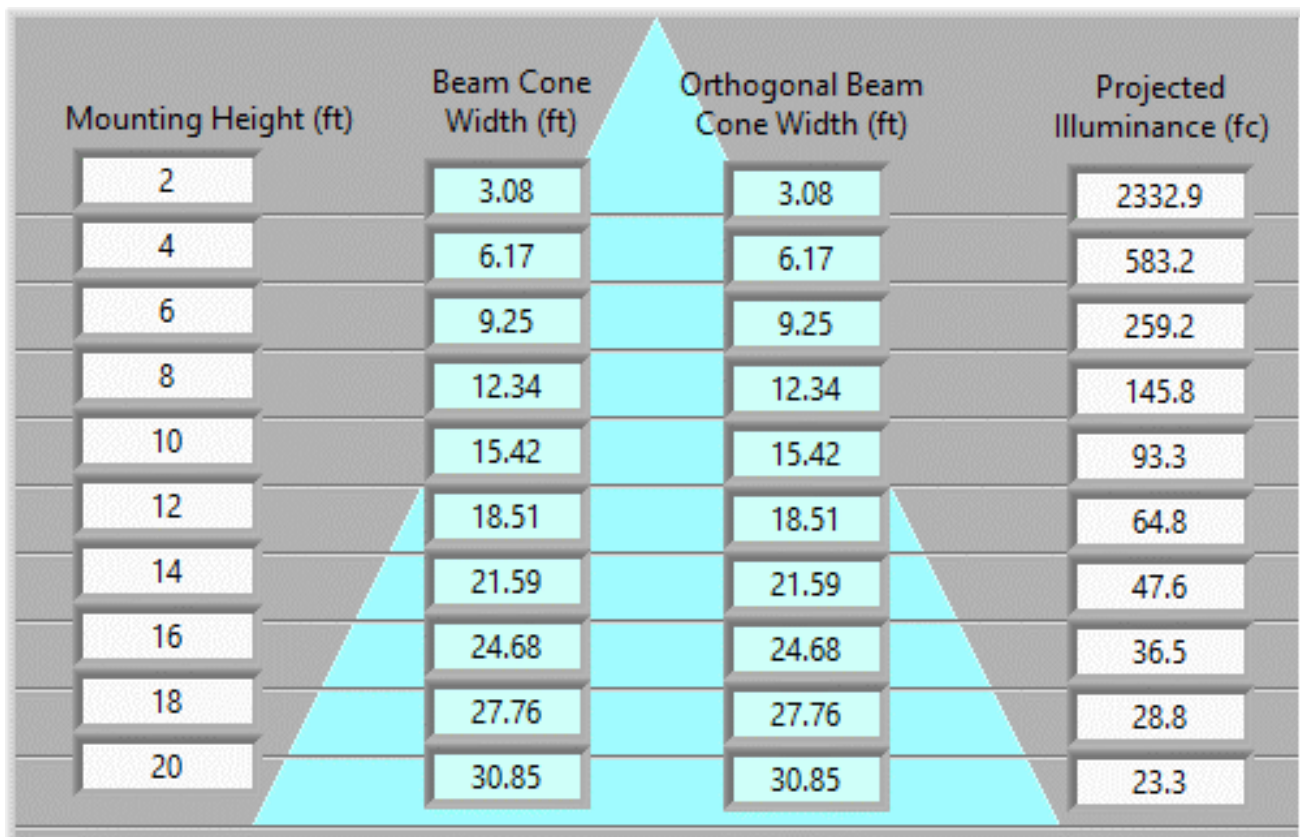 Mounting Height (ft)
Beam Cone
Width (ft)
Orthogonal Beam
Cone Width (ft)
Projected
Illuminance (fc)
2 3.08 3.08 2332.9
4 6.17 6.17 583.2
6 9.25 9.25 259.2
8 12.34 12.34 145.8
10 15.42 15.42 93.3
12 18.51 18.51 64.8
14 21.59 21.59 47.6
16 24.68 24.68 36.5
18 27.76 27.76 28.8
20 30.85 30.85 23.3